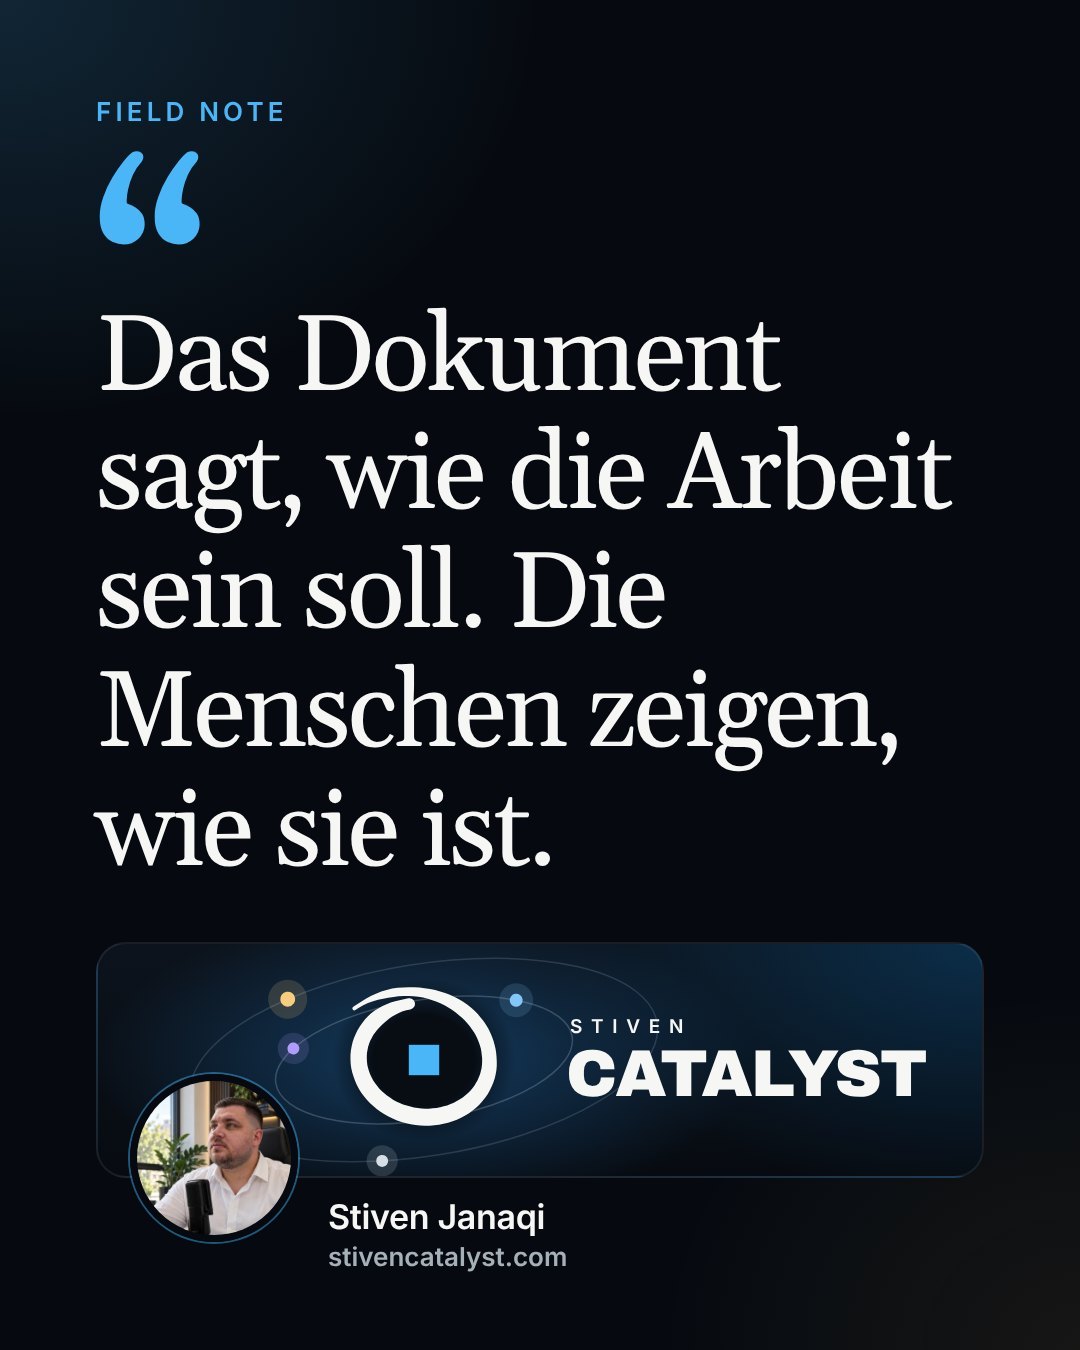 FIELD NOTE
“
Das Dokument
sagt, wie die Arbeit
sein soll. Die
Menschen zeigen,
wie sie ist.
STIVEN
CATALYST
Stiven Janaqi
stivencatalyst.com